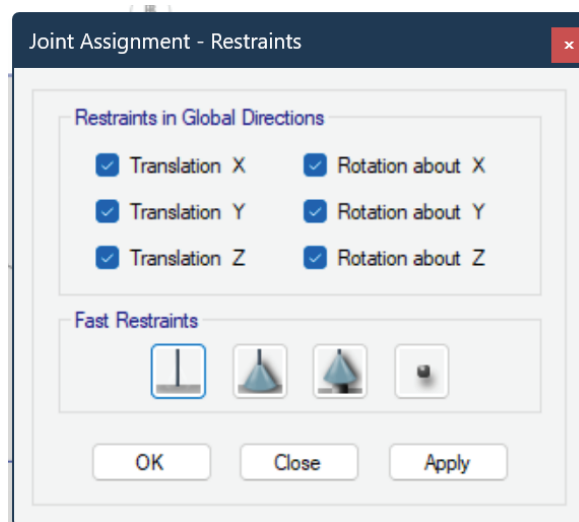 Joint Assignment - Restraints
x
Restraints in Global Directions
Translation X
Rotation about X
Translation Y
Rotation about Y
Translation Z
Rotation about Z
Fast Restraints
OK
Close
Apply